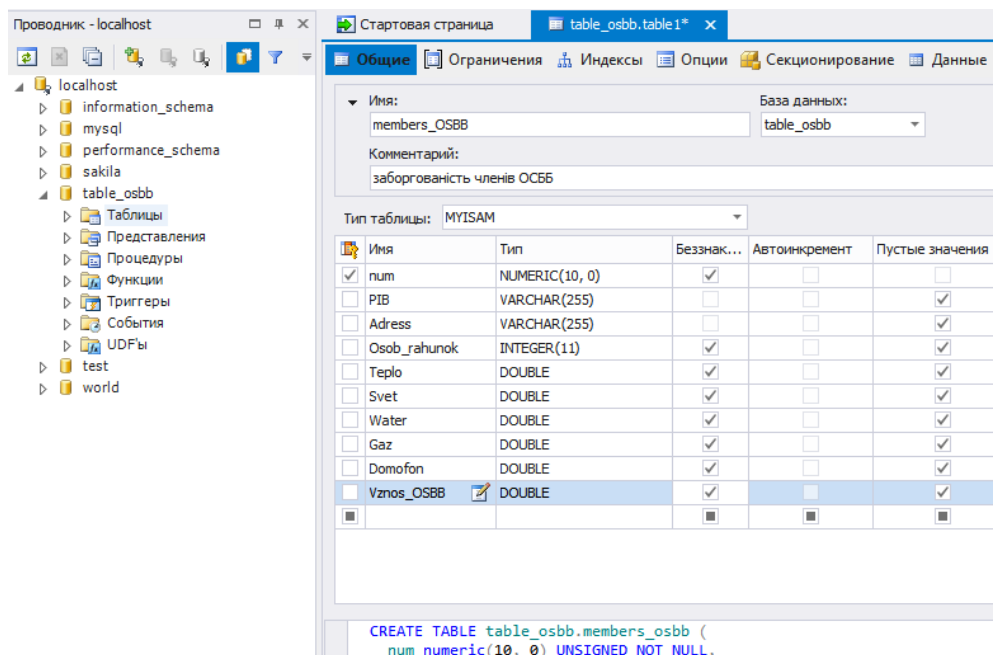 Проводник - localhost
localhost
information_schema
mysql
performance_schema
sakila
table_osbb
Таблицы
Представления
Процедуры
Функции
Триггеры
События
UDF'ы
test
world
Стартовая страница table_osbb.table1*
Общие Ограничения Индексы Опции Секционирование Данные
Имя: База данных:
members_OSBB table_osbb
Комментарий:
заборгованість членів ОСББ
Тип таблицы: MYISAM
Имя Тип Беззнак... Автоинкремент Пустые значения
num NUMERIC(10, 0)
PIB VARCHAR(255)
Adress VARCHAR(255)
Osob_rahunok INTEGER(11)
Teplo DOUBLE
Svet DOUBLE
Water DOUBLE
Gaz DOUBLE
Domofon DOUBLE
Vznos_OSBB DOUBLE
CREATE TABLE table_osbb.members_osbb (
num numeric(10, 0) UNSIGNED NOT NULL,